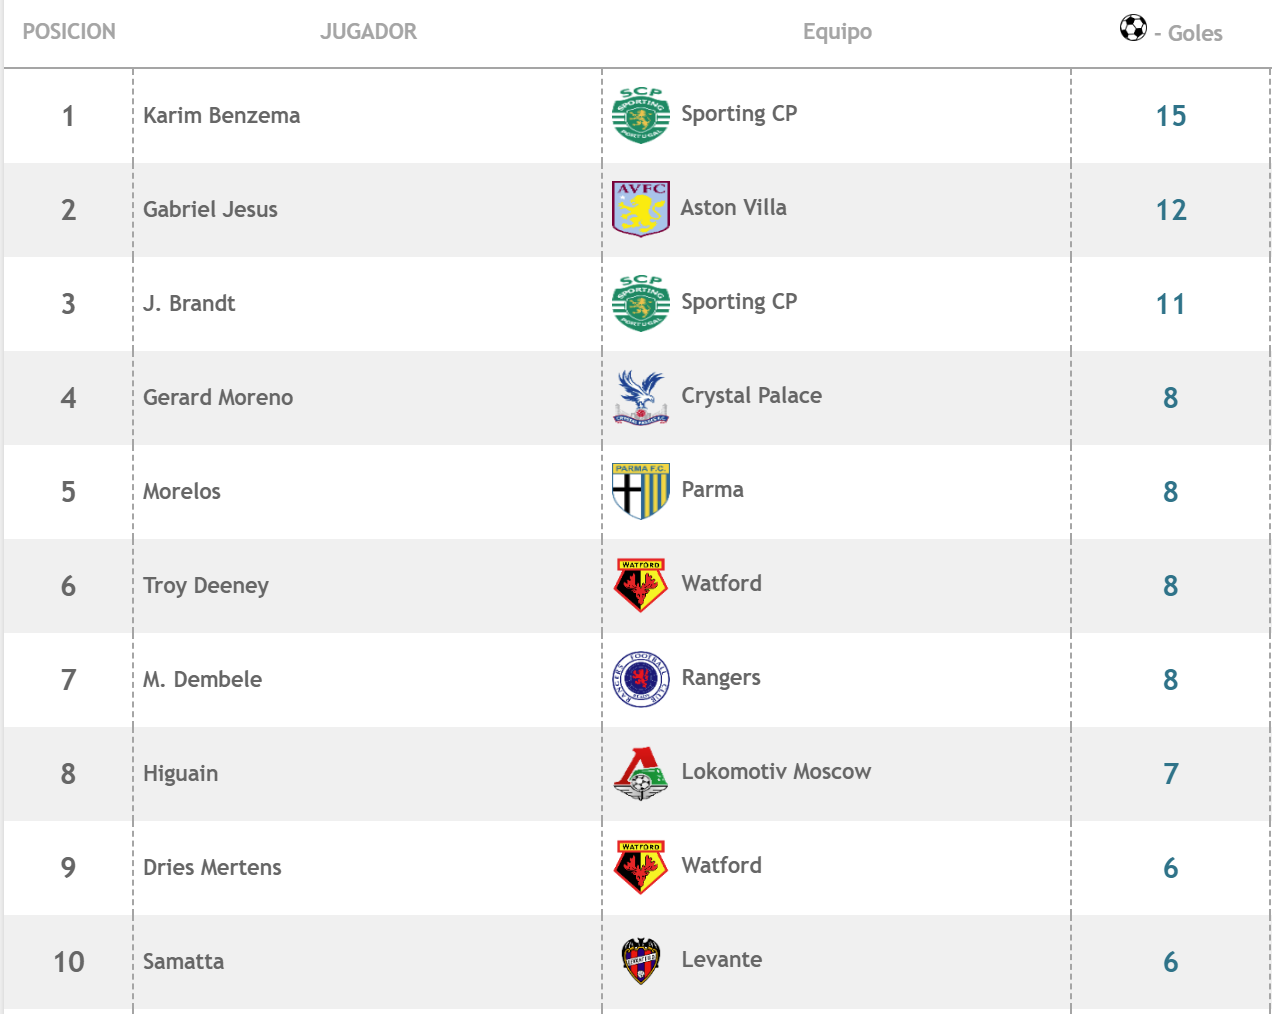 POSICION JUGADOR Equipo - Goles
1 Karim Benzema SCP SPORTING PORTUGAL Sporting CP 15
2 Gabriel Jesus AVFC Aston Villa 12
3 J. Brandt SCP SPORTING PORTUGAL Sporting CP 11
4 Gerard Moreno Crystal Palace 8
5 Morelos PARMA F.C. Parma 8
6 Troy Deeney WATFORD Watford 8
7 M. Dembele RANGERS FOOTBALL CLUB READY Rangers 8
8 Higuain Lokomotiv Moscow 7
9 Dries Mertens WATFORD Watford 6
10 Samatta Levante 6